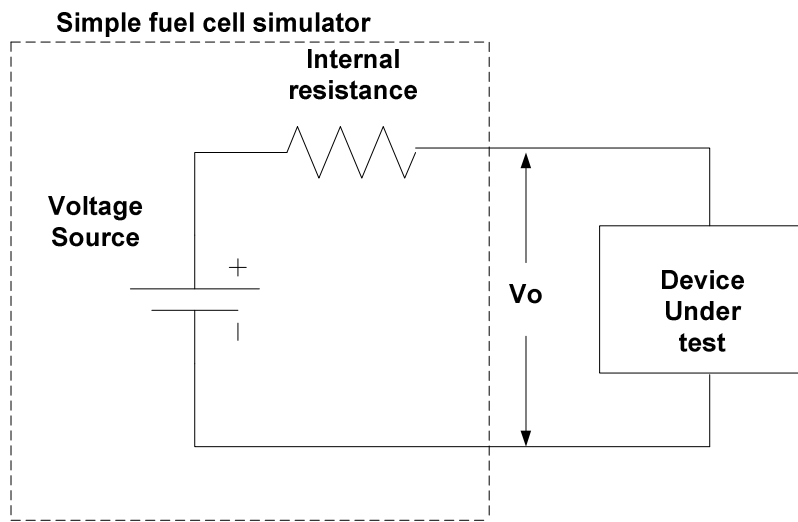 Simple fuel cell simulator
Internal
resistance
Voltage
Source
+
Vo
Device
Under
test